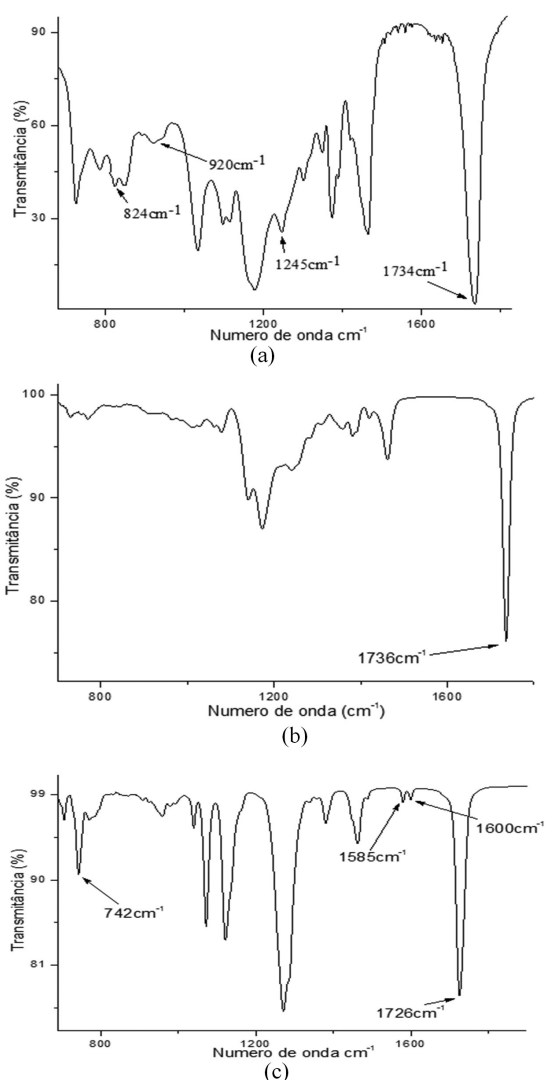 90
60
30
Transmitância (%)
920cm-1
824cm-1
1245cm-1
1734cm-1
800 1200 1600
Numero de onda cm-1
(a)
100
90
80
Transmitância (%)
1736cm-1
800 1200 1600
Numero de onda (cm-1)
(b)
99
90
81
Transmitância (%)
1600cm-1
1585cm-1
742cm-1
1726cm-1
800 1200 1600
Numero de onda cm-1
(c)